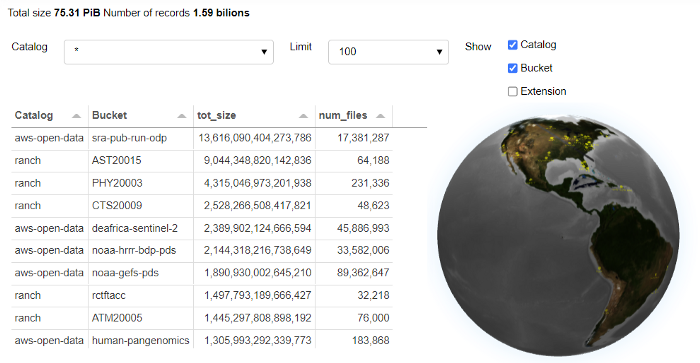 Total size 75.31 PiB Number of records 1.59 bilions
Catalog * Limit 100 Show Catalog
Bucket
Extension
Catalog Bucket tot_size num_files
aws-open-data sra-pub-run-odp 13,616,090,404,273,786 17,381,287
ranch AST20015 9,044,348,820,142,836 64,188
ranch PHY20003 4,315,046,973,201,938 231,336
ranch CTS20009 2,528,266,508,417,821 48,623
aws-open-data deafrica-sentinel-2 2,389,902,124,666,594 45,886,993
aws-open-data noaa-hrrr-bdp-pds 2,144,318,216,738,649 33,582,006
aws-open-data noaa-gefs-pds 1,890,930,002,645,210 89,362,647
ranch rctftacc 1,497,793,189,666,427 32,218
ranch ATM20005 1,445,297,808,898,192 76,000
aws-open-data human-pangenomics 1,305,993,292,339,773 183,868